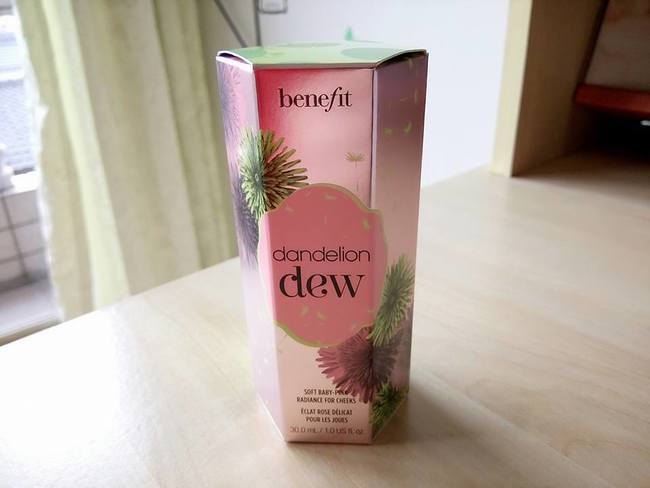 benefit
dandelion
dew
SOFT BABY-PINK
RADIANCE FOR CHEEKS
ÉCLAT ROSE DÉLICAT
POUR LES JOUES
30.0 mL / 1.0 US fl. oz.